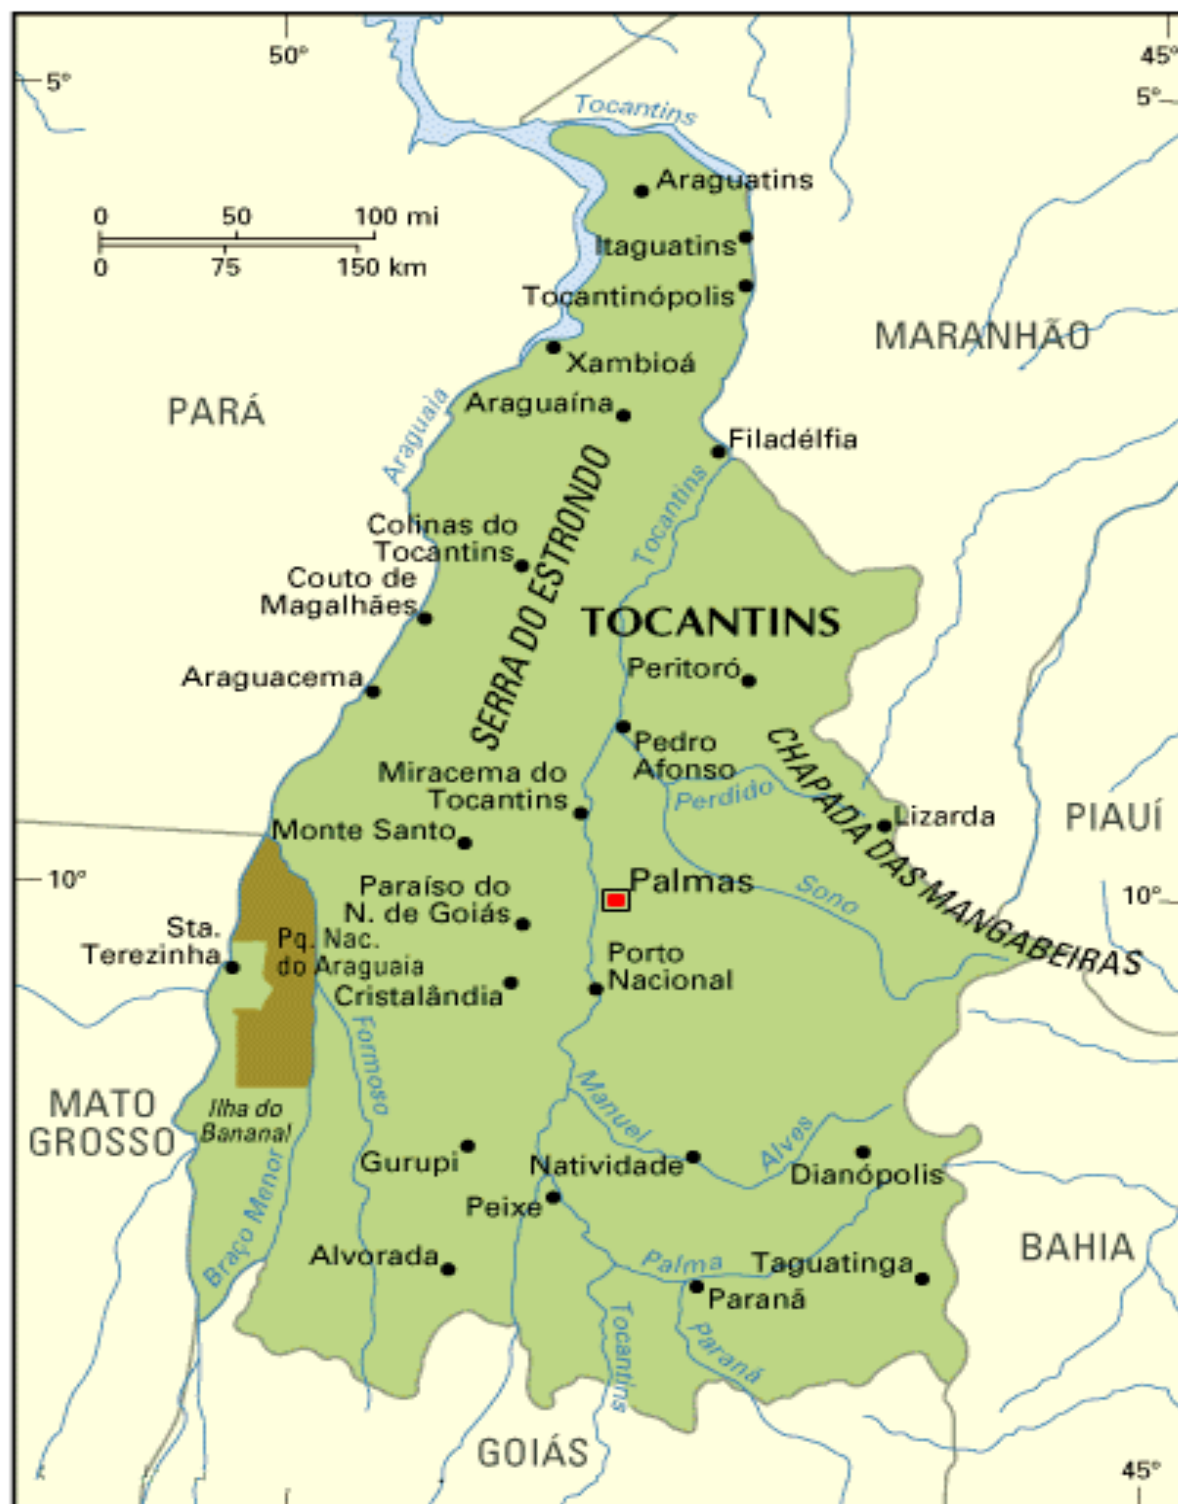 50°
45°
5°
5°
Tocantins
Araguatins
0 50 100 mi
0 75 150 km
Itaguatins
Tocantinópolis
MARANHÃO
Xambioá
PARÁ
Araguaína
Araguaia
Filadélfia
SERRA DO ESTRONDO
Tocantins
Colinas do
Tocantins
Couto de
Magalhães
TOCANTINS
Peritoró
Araguacema
Pedro
Afonso
CHAPADA DAS MANGABEIRAS
Miracema do
Tocantins
Perdido
Lizarda
PIAUÍ
Monte Santo
10°
Paraíso do
N. de Goiás
Palmas
Sono
10°
Sta.
Terezinha
Pq. Nac.
do Araguaia
Porto
Nacional
Cristalândia
Formoso
MATO
GROSSO
Ilha do
Bananal
Manuel
Alves
Gurupi
Natividade
Dianópolis
Peixe
Braço Menor
BAHIA
Alvorada
Palma
Taguatinga
Paranã
Tocantins
Paraná
GOIÁS
45°